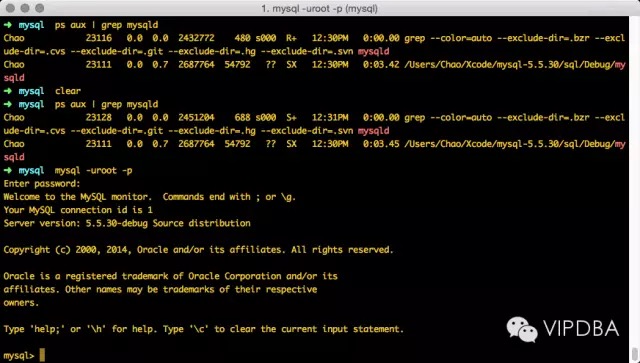 1. mysql -uroot -p (mysql)
➜  mysql  ps aux | grep mysqld
Chao            23116   0.0  0.0  2432772    480 s000  R+   12:30PM   0:00.00 grep --color=auto --exclude-dir=.bzr --excl
ude-dir=.cvs --exclude-dir=.git --exclude-dir=.hg --exclude-dir=.svn mysqld
Chao            23111   0.0  0.7  2687764  54792   ??  SX   12:30PM   0:03.42 /Users/Chao/Xcode/mysql-5.5.30/sql/Debug/my
sqld
➜  mysql  clear
➜  mysql  ps aux | grep mysqld
Chao            23128   0.0  0.0  2451204    688 s000  S+   12:31PM   0:00.00 grep --color=auto --exclude-dir=.bzr --excl
ude-dir=.cvs --exclude-dir=.git --exclude-dir=.hg --exclude-dir=.svn mysqld
Chao            23111   0.0  0.7  2687764  54792   ??  SX   12:30PM   0:03.45 /Users/Chao/Xcode/mysql-5.5.30/sql/Debug/my
sqld
➜  mysql  mysql -uroot -p
Enter password:
Welcome to the MySQL monitor.  Commands end with ; or \g.
Your MySQL connection id is 1
Server version: 5.5.30-debug Source distribution
Copyright (c) 2000, 2014, Oracle and/or its affiliates. All rights reserved.
Oracle is a registered trademark of Oracle Corporation and/or its
affiliates. Other names may be trademarks of their respective
owners.
Type 'help;' or '\h' for help. Type '\c' to clear the current input statement.
mysql>
VIPDBA